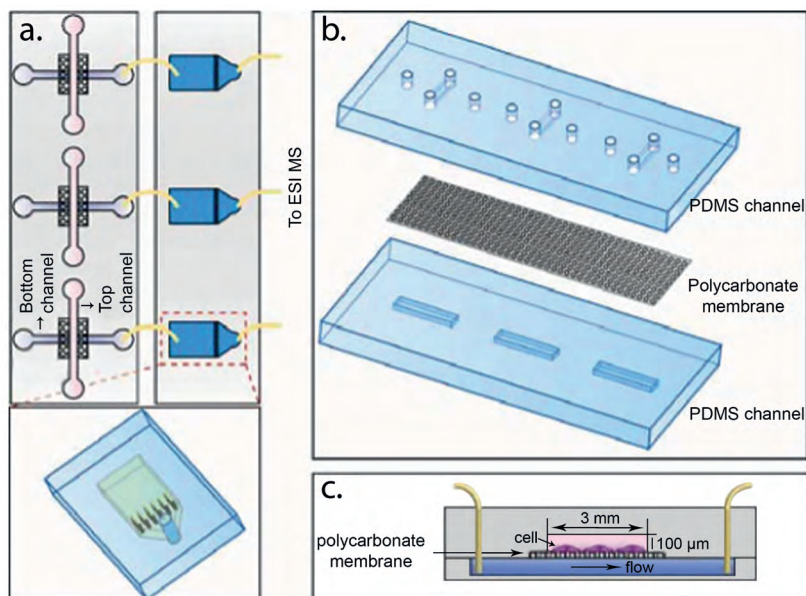 a.
Bottom
channel
Top
channel
To ESI MS
b.
PDMS channel
Polycarbonate
membrane
PDMS channel
c.
3 mm
cell
100 µm
polycarbonate
membrane
flow